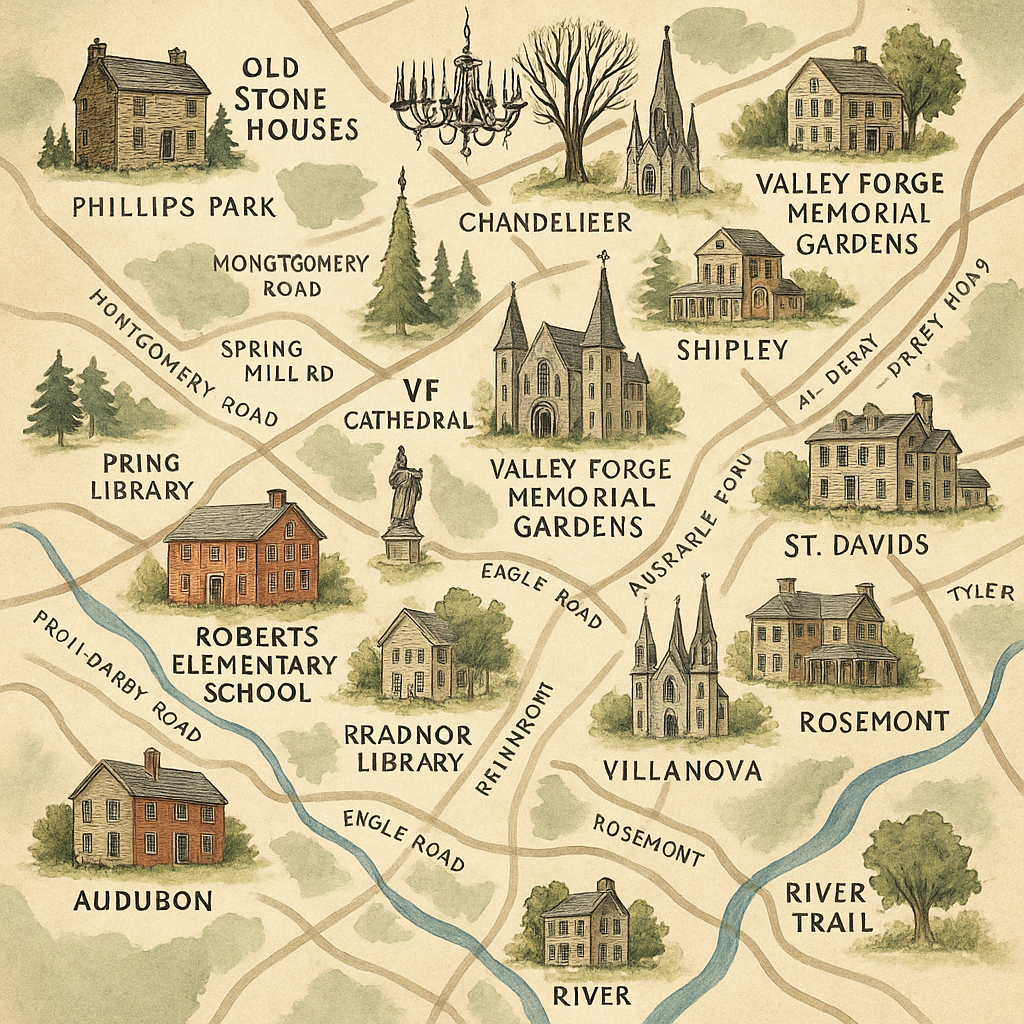 OLD
STONE
HOUSES
PHILLIPS PARK
CHANDELIEER
VALLEY FORGE
MEMORIAL
GARDENS
MONGTGOMERY
ROAD
HONTGOMERY ROAD
SPRING
MILL RD
SHIPLEY
AI- DERAY
DRREY HOA9
VF
CATHEDRAL
PRING
LIBRARY
VALLEY FORGE
MEMORIAL
GARDENS
AUSRARLE FORU
ST. DAVIDS
EAGLE ROAD
TYLER
PROII-DARBY ROAD
ROBERTS
ELEMENTARY
SCHOOL
RRADNOR
LIBRARY
ROSEMONT
VILLANOVA
ENGLE ROAD
ROSEMONT
AUDUBON
RIVER
TRAIL
RIVER